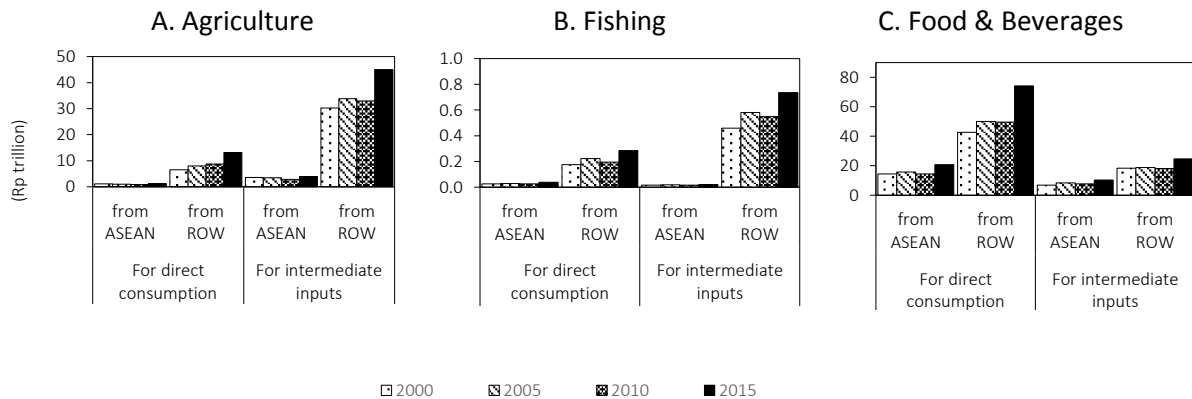 A. Agriculture
(Rp trillion)
50
40
30
20
10
0
from ASEAN
from ROW
from ASEAN
from ROW
For direct consumption
For intermediate inputs
B. Fishing
1.0
0.8
0.6
0.4
0.2
0.0
from ASEAN
from ROW
from ASEAN
from ROW
For direct consumption
For intermediate inputs
C. Food & Beverages
80
60
40
20
0
from ASEAN
from ROW
from ASEAN
from ROW
For direct consumption
For intermediate inputs
2000 2005 2010 2015